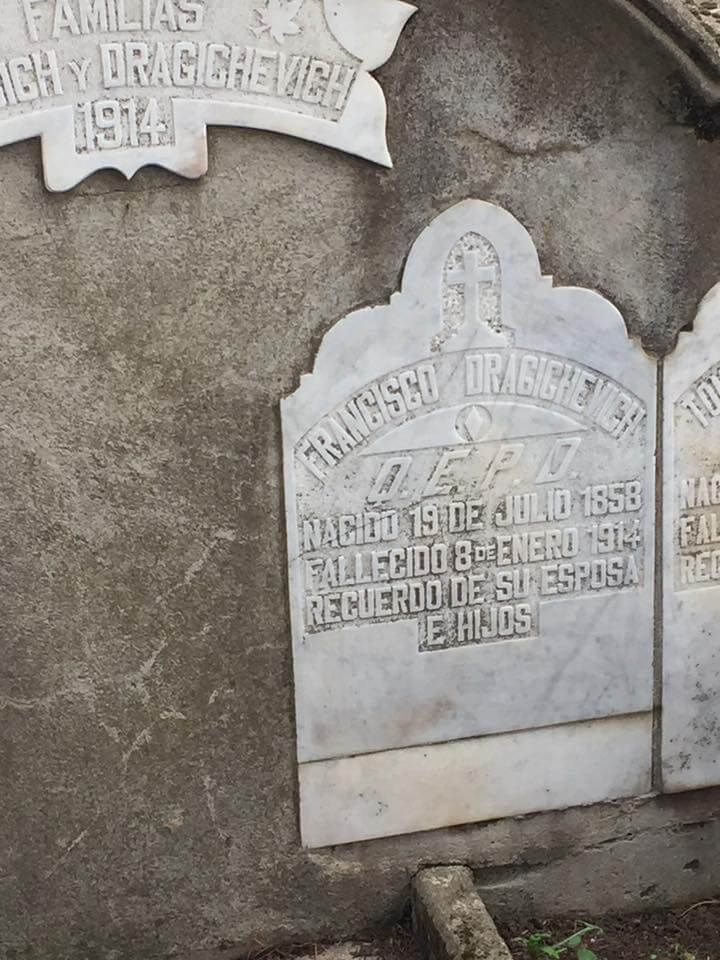 FAMILIAS
Y DRAGICHEVICH
1914
FRANCISCO DRAGICHEVICH
Q.E.P.D.
NACIDO 19 DE JULIO 1858
FALLECIDO 8 DE ENERO 1914
RECUERDO DE SU ESPOSA
E HIJOS